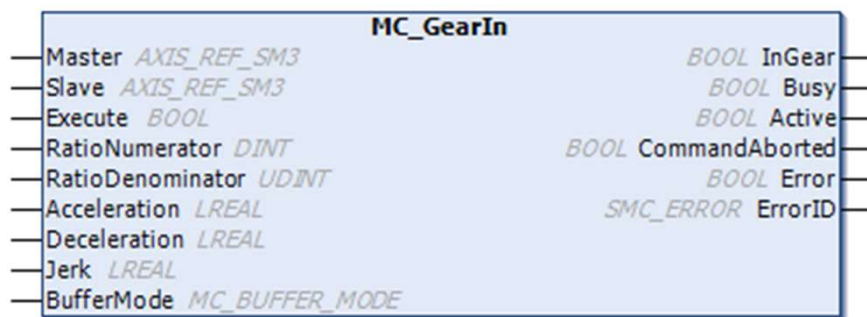 MC_GearIn
Master AXIS_REF_SM3 BOOL InGear
Slave AXIS_REF_SM3 BOOL Busy
Execute BOOL BOOL Active
RatioNumerator DINT BOOL CommandAborted
RatioDenominator UDINT BOOL Error
Acceleration LREAL SMC_ERROR ErrorID
Deceleration LREAL
Jerk LREAL
BufferMode MC_BUFFER_MODE